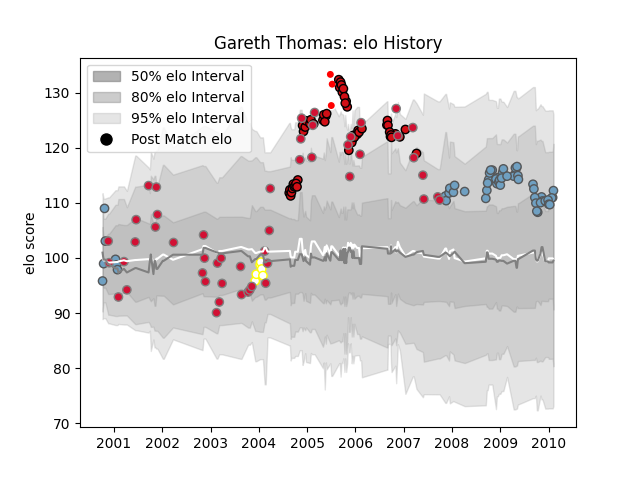 Gareth Thomas: elo History
50% elo Interval
80% elo Interval
95% elo Interval
Post Match elo
elo score
130
120
110
100
90
80
70
2001 2002 2003 2004 2005 2006 2007 2008 2009 2010